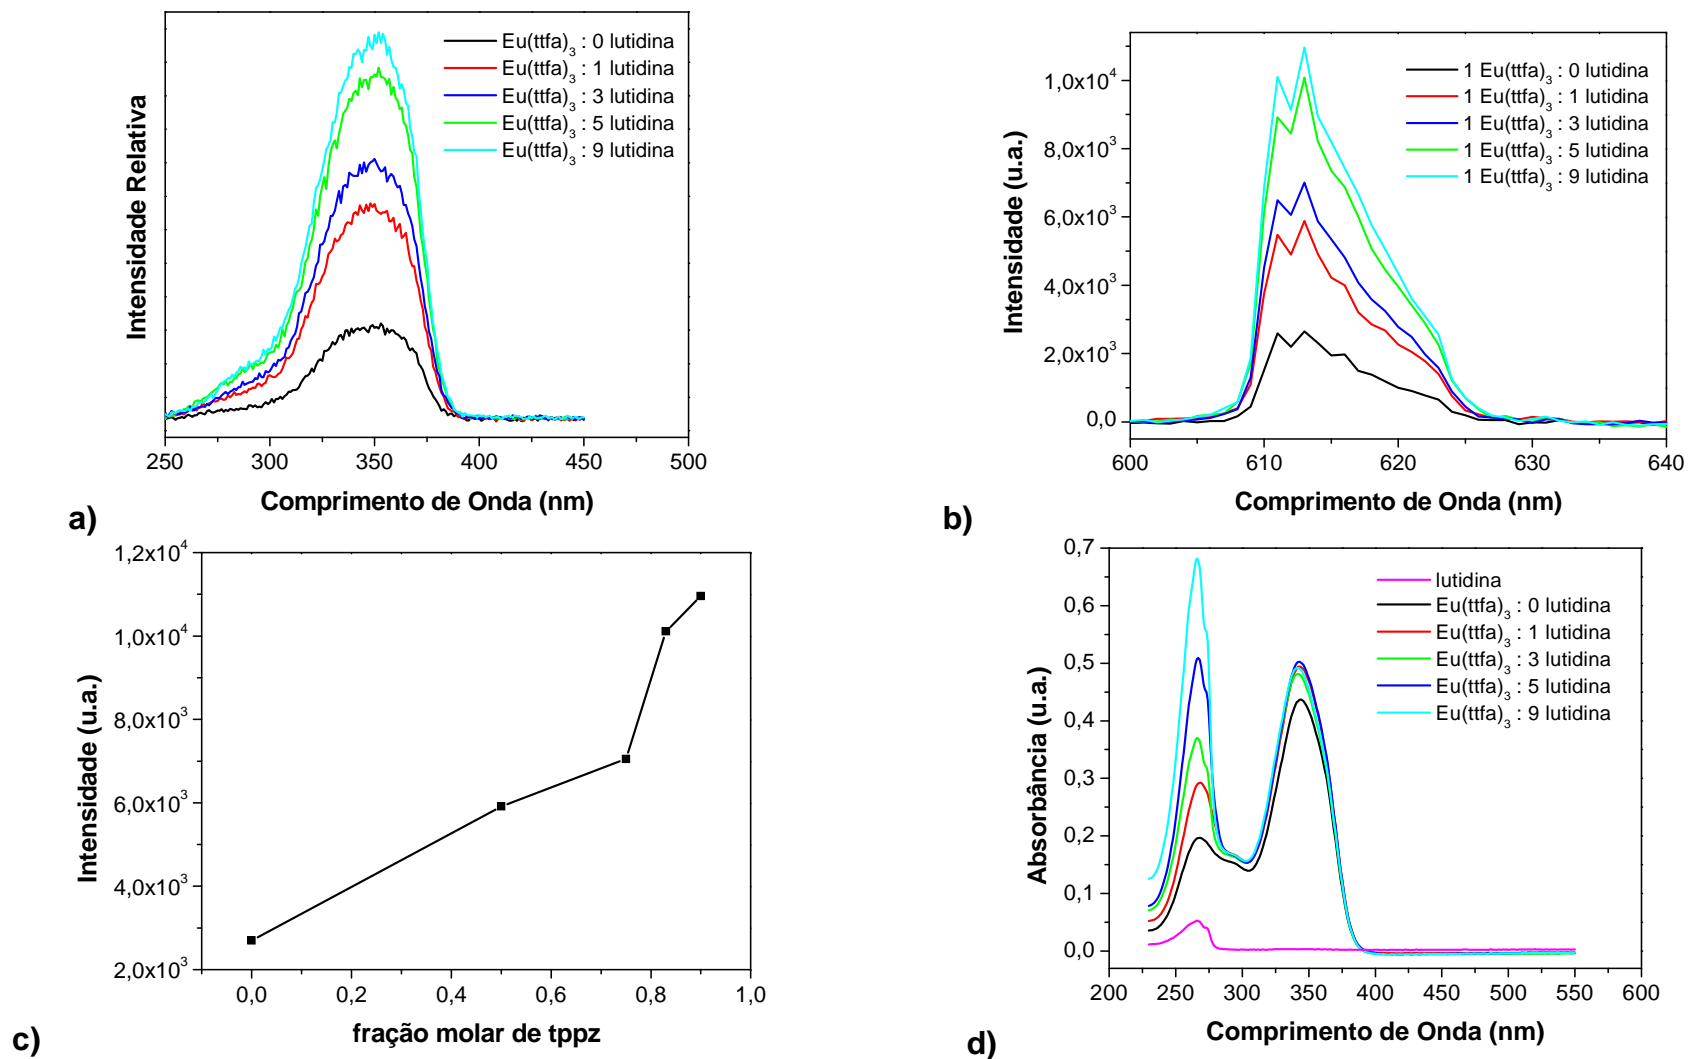 Intensidade Relativa
Eu(ttfa)3 : 0 lutidina
Eu(ttfa)3 : 1 lutidina
Eu(ttfa)3 : 3 lutidina
Eu(ttfa)3 : 5 lutidina
Eu(ttfa)3 : 9 lutidina
250 300 350 400 450 500
Comprimento de Onda (nm)
a)
Intensidade (u.a.)
1,0x10^4
8,0x10^3
6,0x10^3
4,0x10^3
2,0x10^3
0,0
1 Eu(ttfa)3 : 0 lutidina
1 Eu(ttfa)3 : 1 lutidina
1 Eu(ttfa)3 : 3 lutidina
1 Eu(ttfa)3 : 5 lutidina
1 Eu(ttfa)3 : 9 lutidina
600 610 620 630 640
Comprimento de Onda (nm)
b)
Intensidade (u.a.)
1,2x10^4
1,0x10^4
8,0x10^3
6,0x10^3
4,0x10^3
2,0x10^3
0,0 0,2 0,4 0,6 0,8 1,0
fração molar de tppz
c)
Absorbância (u.a.)
0,7
0,6
0,5
0,4
0,3
0,2
0,1
0,0
lutidina
Eu(ttfa)3 : 0 lutidina
Eu(ttfa)3 : 1 lutidina
Eu(ttfa)3 : 3 lutidina
Eu(ttfa)3 : 5 lutidina
Eu(ttfa)3 : 9 lutidina
200 250 300 350 400 450 500 550 600
Comprimento de Onda (nm)
d)